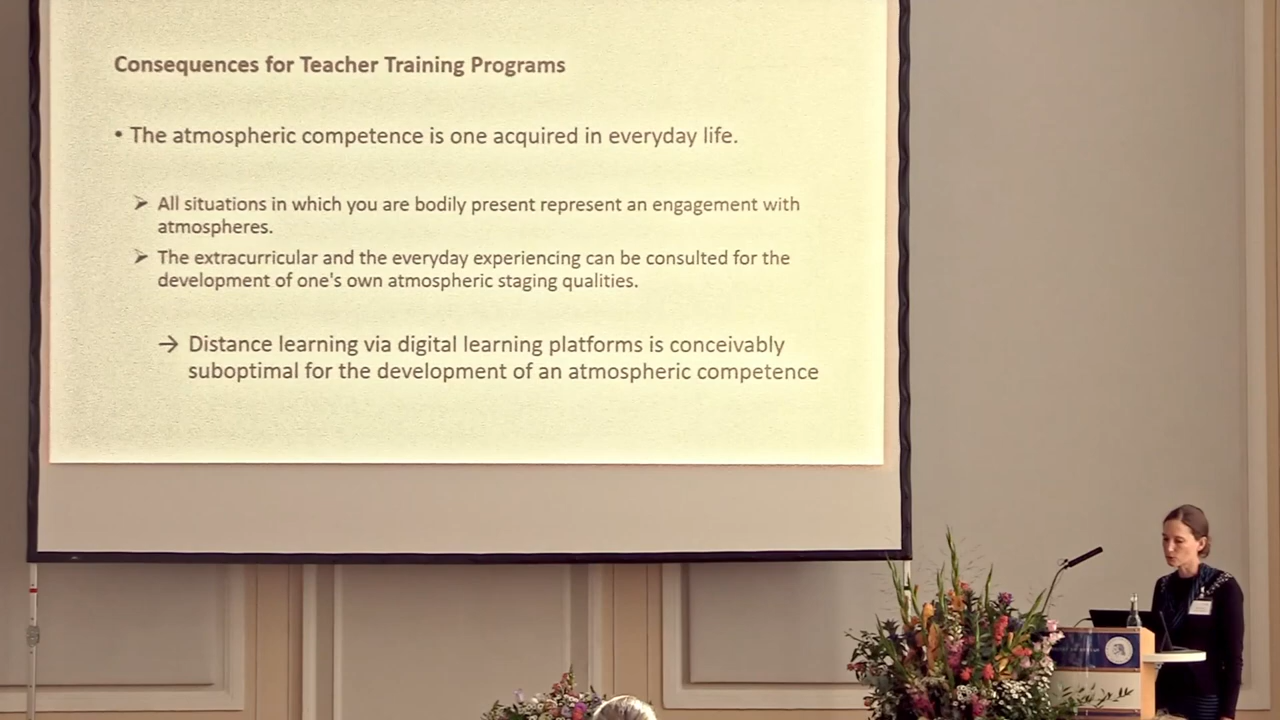 Consequences for Teacher Training Programs
• The atmospheric competence is one acquired in everyday life.
➢ All situations in which you are bodily present represent an engagement with
atmospheres.
➢ The extracurricular and the everyday experiencing can be consulted for the
development of one's own atmospheric staging qualities.
→ Distance learning via digital learning platforms is conceivably
suboptimal for the development of an atmospheric competence